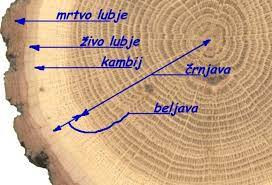 mrtvo lubje
živo lubje
kambij
črnjava
beljava